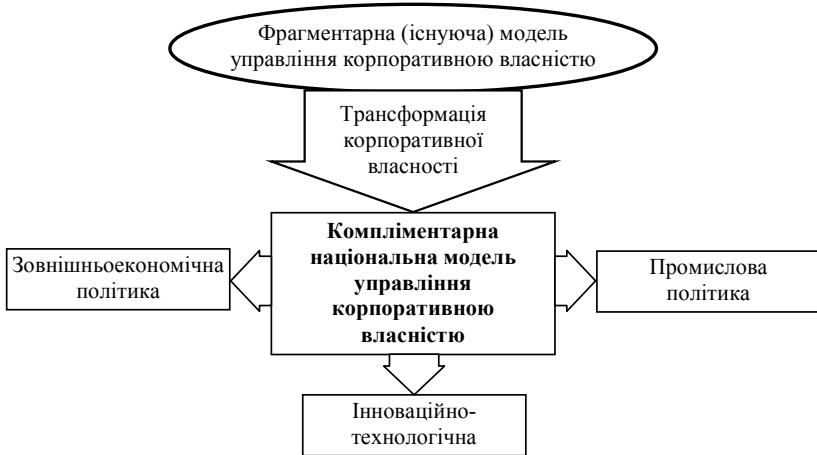 Фрагментарна (існуюча) модель
управління корпоративною власністю
Трансформація
корпоративної
власності
Компліментарна
національна модель
управління
корпоративною
власністю
Зовнішньоекономічна
політика
Промислова
політика
Інноваційно-
технологічна